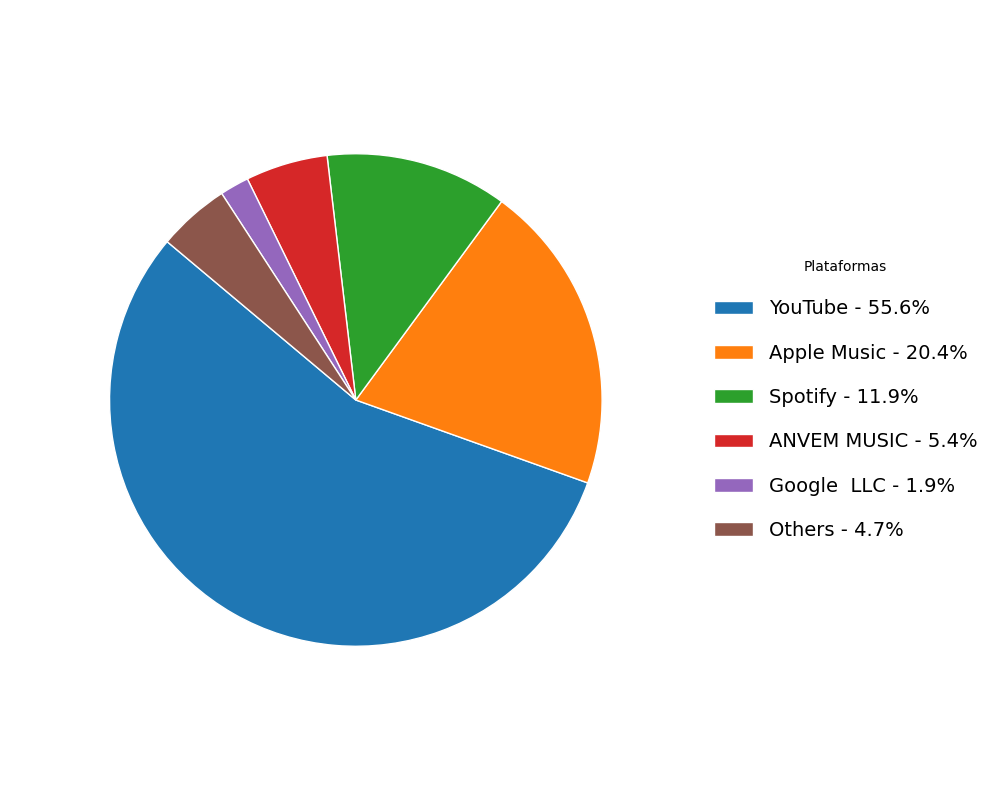 Plataformas
YouTube - 55.6%
Apple Music - 20.4%
Spotify - 11.9%
ANVEM MUSIC - 5.4%
Google  LLC - 1.9%
Others - 4.7%